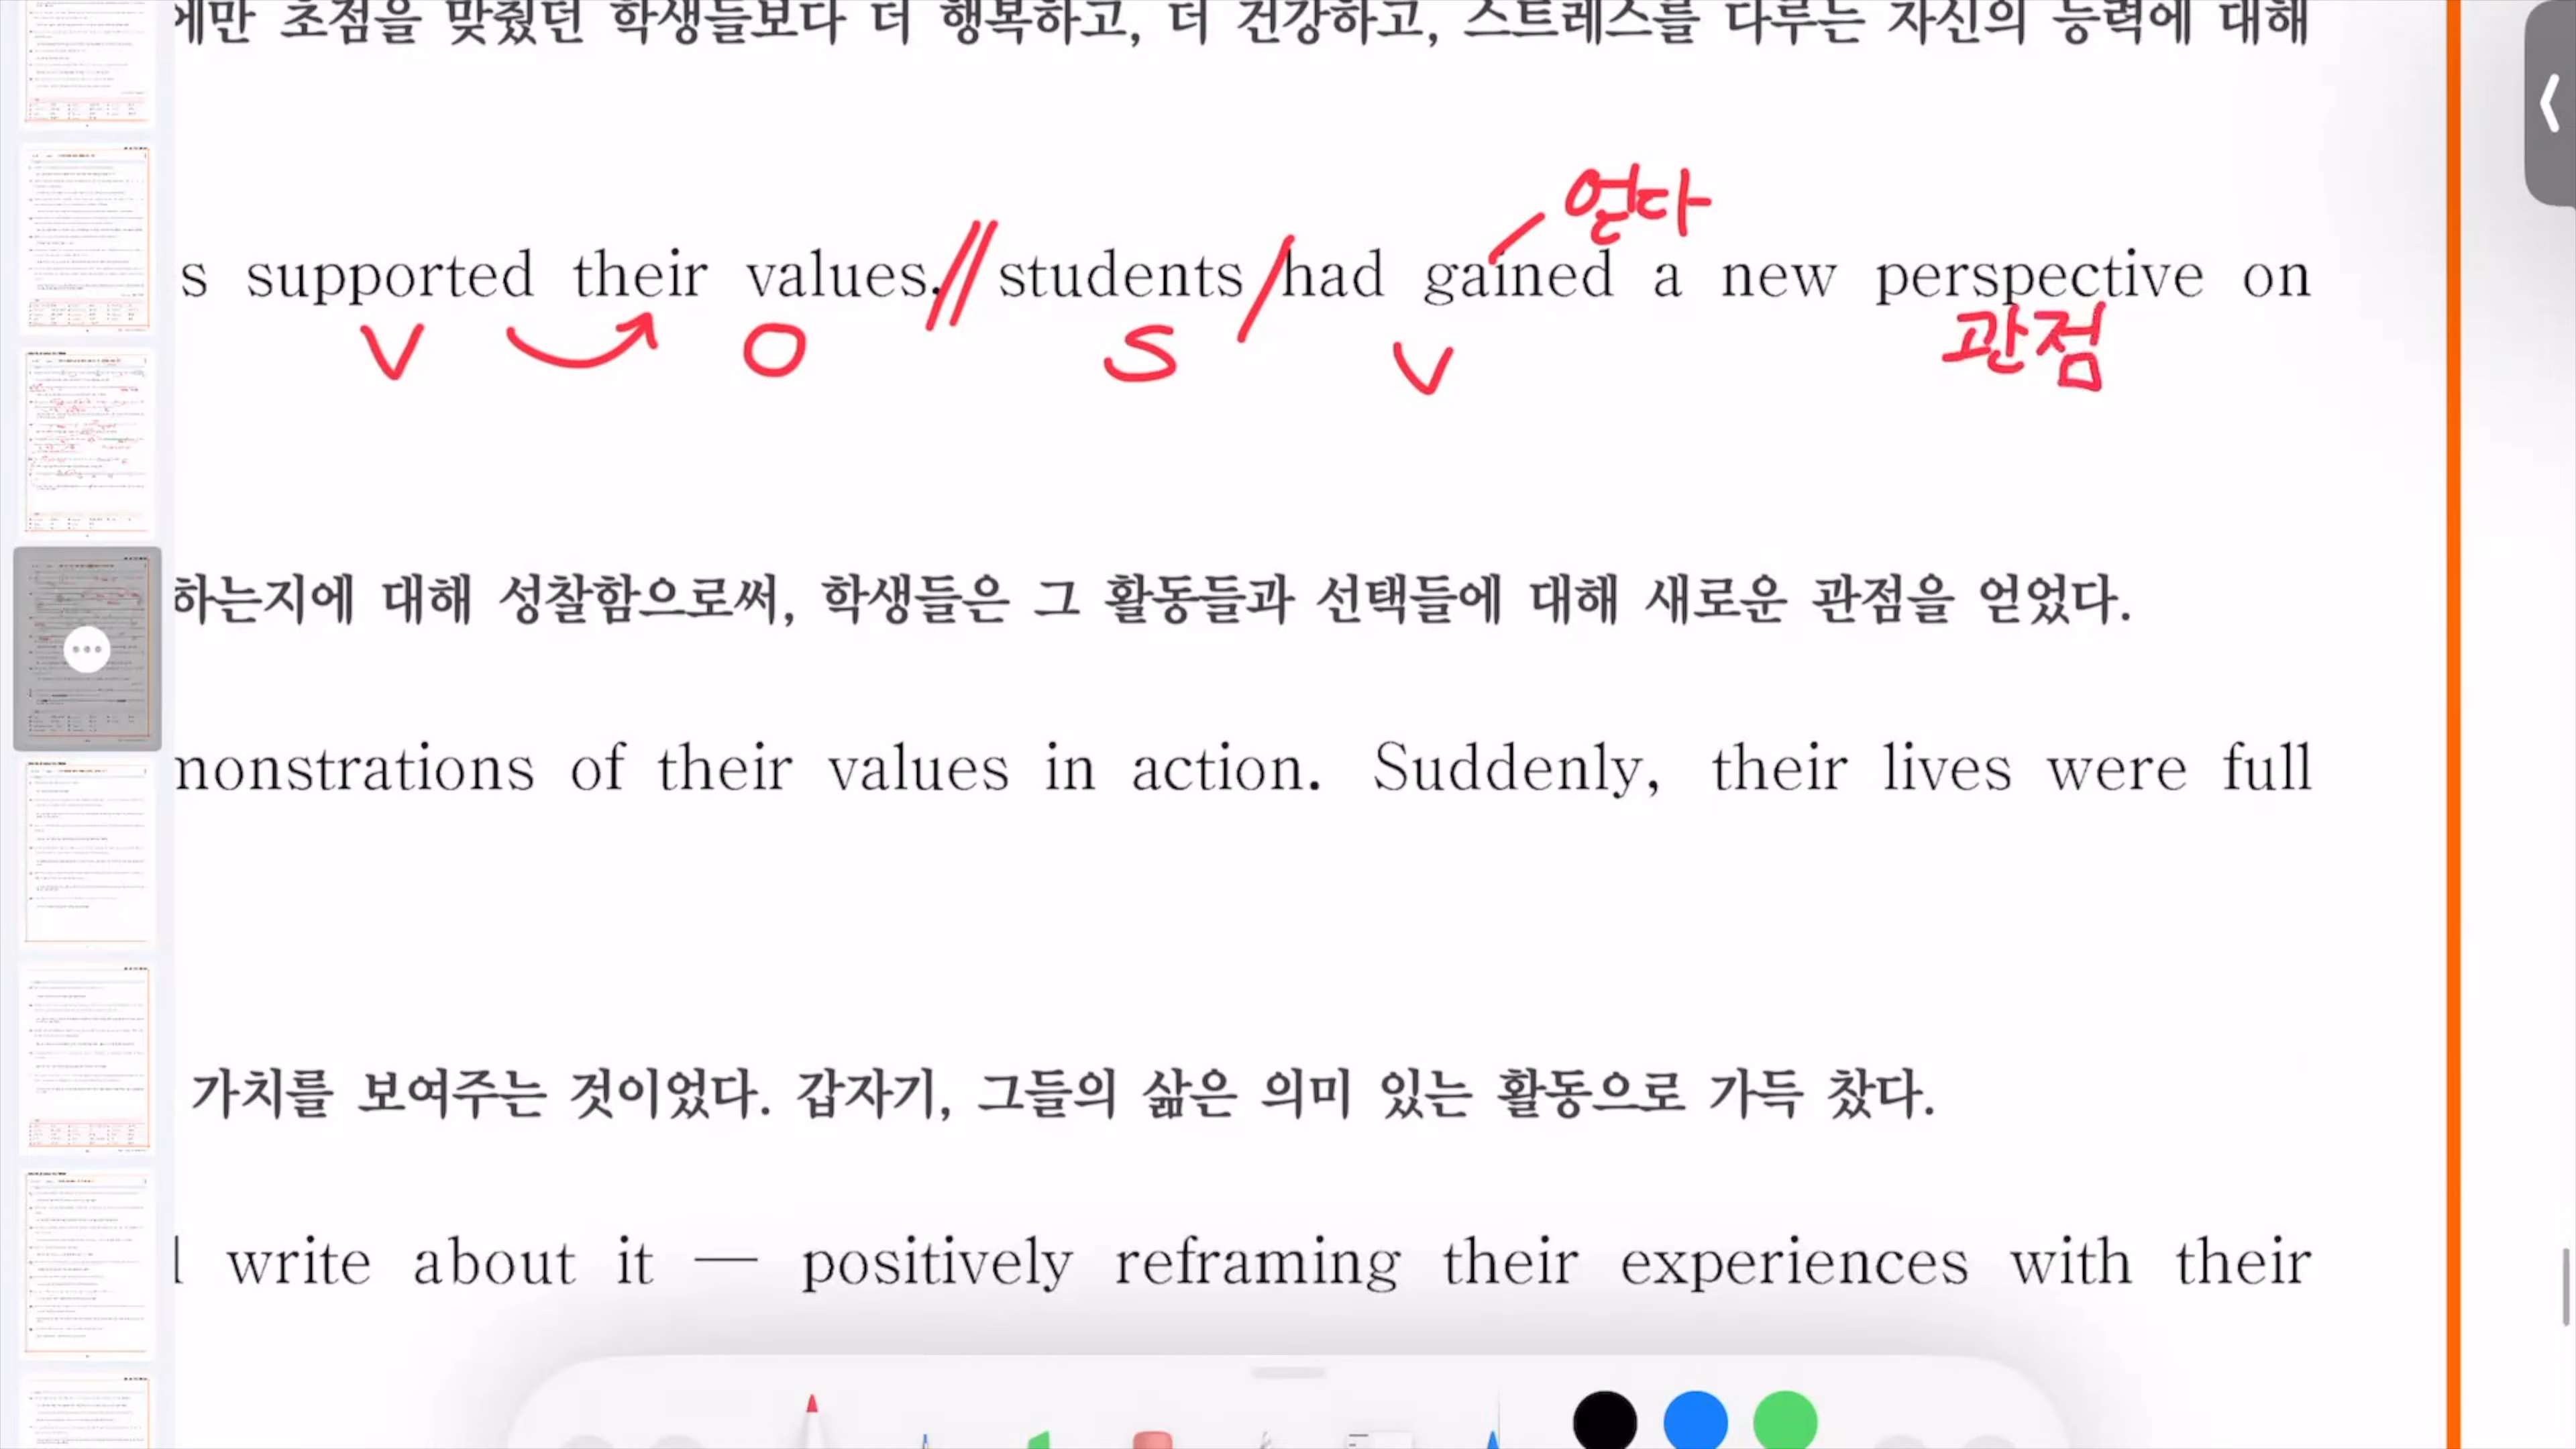 에만 초점을 맞췄던 학생들보다 더 행복하고, 더 건강하고, 스트레스를 다루는 자신의 능력에 대해
얻다
s supported their values, students had gained a new perspective on
V O S V 관점
하는지에 대해 성찰함으로써, 학생들은 그 활동들과 선택들에 대해 새로운 관점을 얻었다.
monstrations of their values in action. Suddenly, their lives were full
가치를 보여주는 것이었다. 갑자기, 그들의 삶은 의미 있는 활동으로 가득 찼다.
write about it — positively reframing their experiences with their